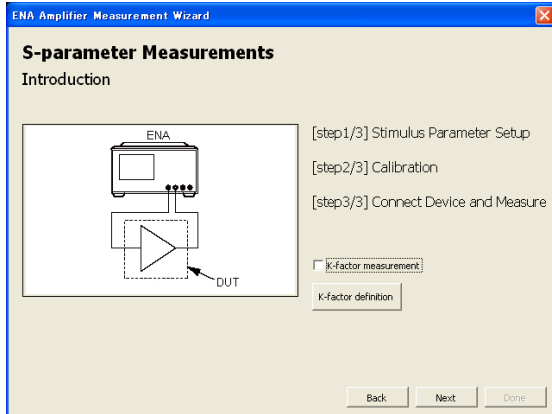 ENA Amplifier Measurement Wizard
S-parameter Measurements
Introduction
ENA
DUT
[step1/3] Stimulus Parameter Setup
[step2/3] Calibration
[step3/3] Connect Device and Measure
K-factor measurement
K-factor definition
Back
Next
Done